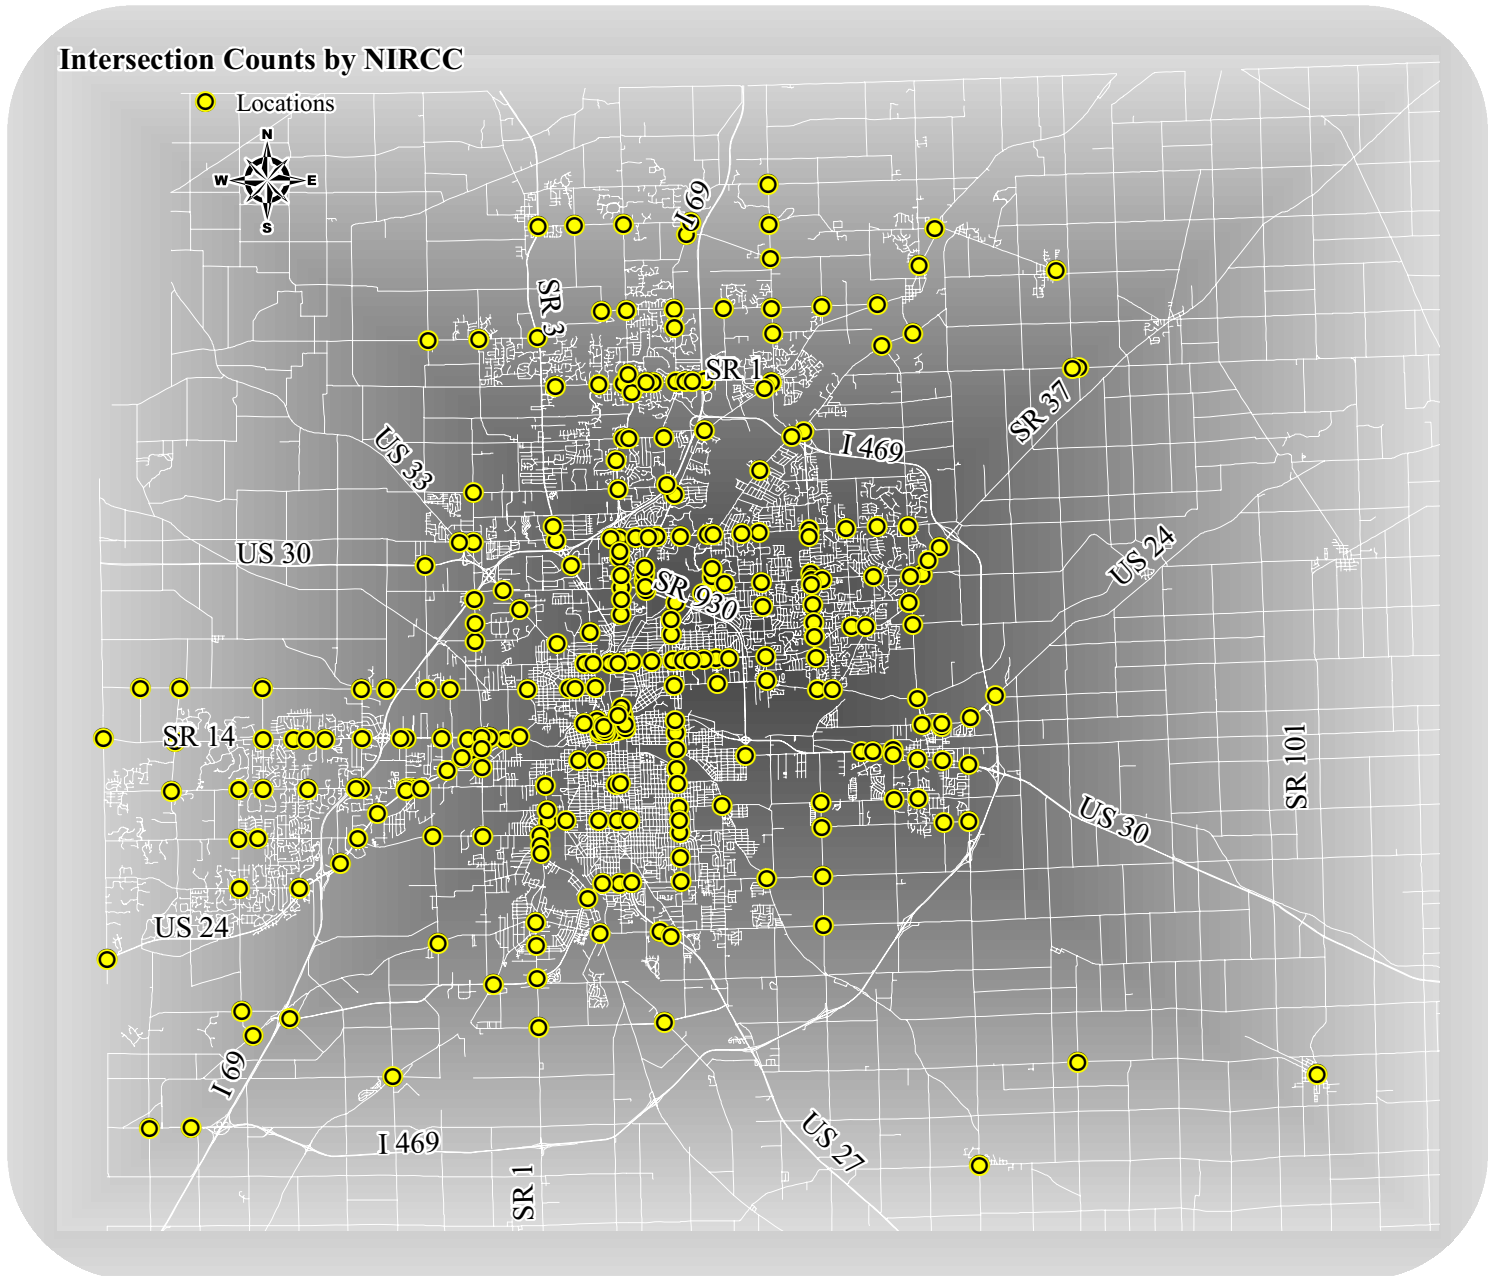 Intersection Counts by NIRCC
Locations
N
W E
S
I 69
SR 3
SR 1
SR 37
US 33
I 469
US 30
US 24
SR 930
SR 14
SR 101
US 30
US 24
I 69
I 469
SR 1
US 27